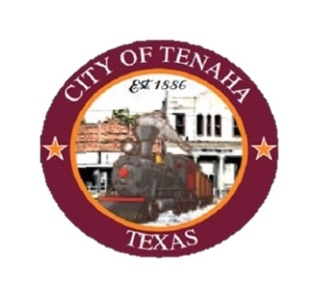 CITY OF TENAHA
Est. 1886
TEXAS